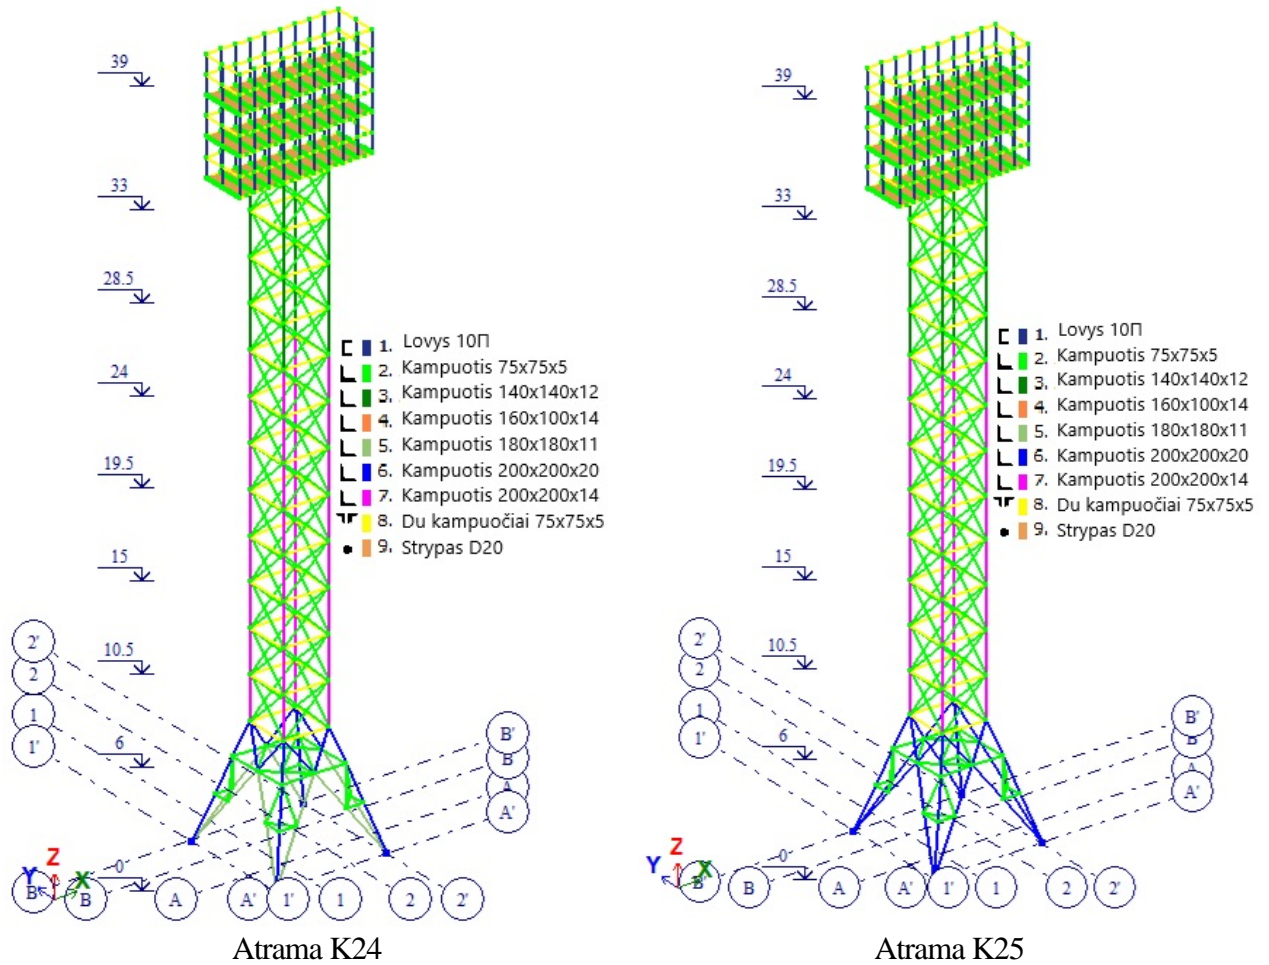 39
33
28.5
24
19.5
15
10.5
6
0
1. Lovys 10П
2. Kampuotis 75x75x5
3. Kampuotis 140x140x12
4. Kampuotis 160x100x14
5. Kampuotis 180x180x11
6. Kampuotis 200x200x20
7. Kampuotis 200x200x14
8. Du kampuočiai 75x75x5
9. Strypas D20
2'
2
1
1'
B'
B
A
A'
Z
Y
X
B'
B
A
A'
1'
1
2
2'
Atrama K24
39
33
28.5
24
19.5
15
10.5
6
0
1. Lovys 10П
2. Kampuotis 75x75x5
3. Kampuotis 140x140x12
4. Kampuotis 160x100x14
5. Kampuotis 180x180x11
6. Kampuotis 200x200x20
7. Kampuotis 200x200x14
8. Du kampuočiai 75x75x5
9. Strypas D20
2'
2
1
1'
B'
B
A
A'
Z
Y
X
B'
B
A
A'
1'
1
2
2'
Atrama K25